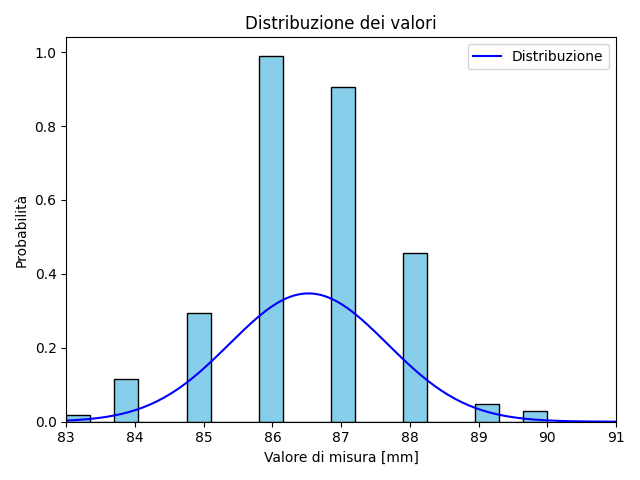 Distribuzione dei valori
Distribuzione
Probabilità
1.0
0.8
0.6
0.4
0.2
0.0
83 84 85 86 87 88 89 90 91
Valore di misura [mm]